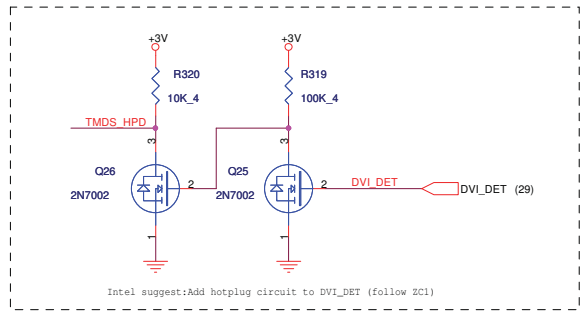 +3V
+3V
R320
R319
10K_4
100K_4
TMDS_HPD
3
3
Q26
Q25
2
DVI_DET
2
DVI_DET (29)
2N7002
2N7002
1
1
Intel suggest:Add hotplug circuit to DVI_DET (follow ZC1)